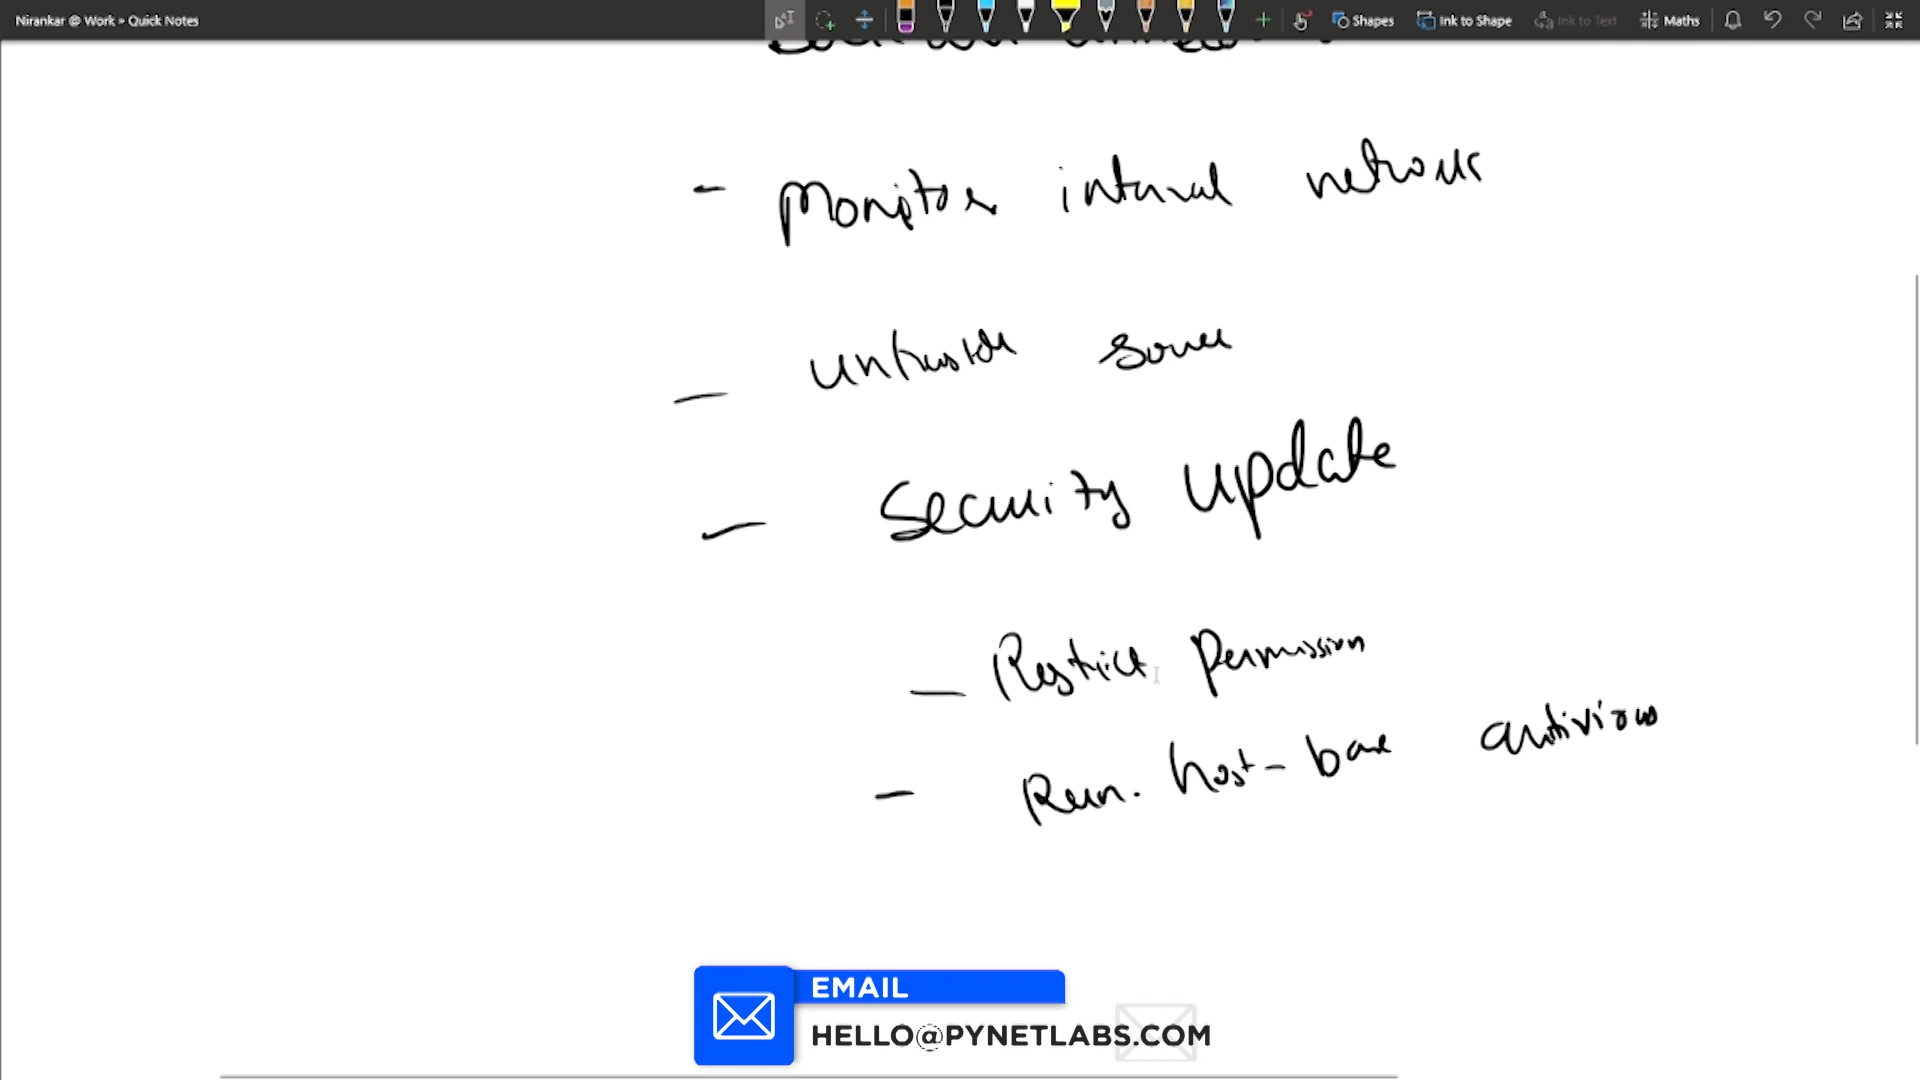 Nirankar @ Work » Quick Notes
Shapes Ink to Shape Ink to Text Maths
- Monitor internal network
- untrusted source
- Security update
- Restrict Permission
- Run. host-base antivirus
EMAIL
HELLO@PYNETLABS.COM